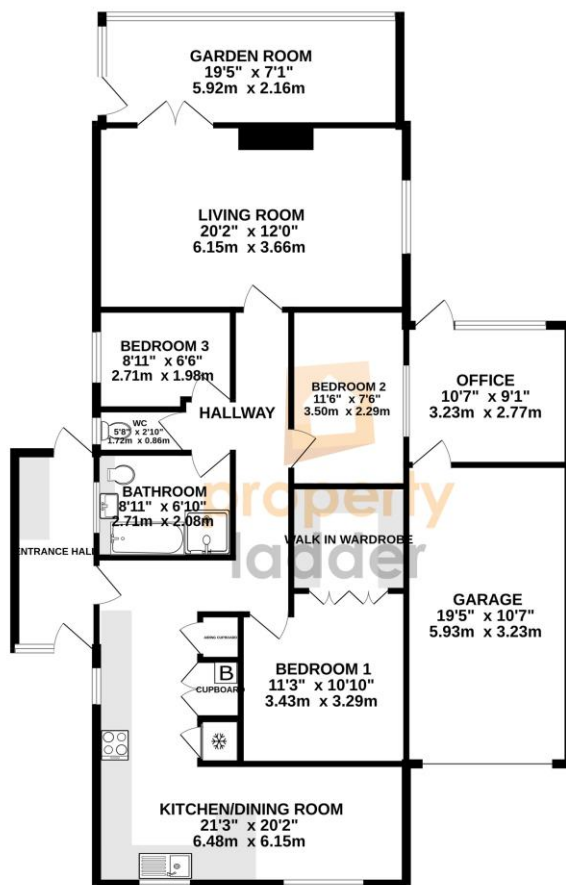 GARDEN ROOM
19'5" x 7'1"
5.92m x 2.16m
LIVING ROOM
20'2" x 12'0"
6.15m x 3.66m
BEDROOM 3
8'11" x 6'6"
2.71m x 1.98m
BEDROOM 2
11'6" x 7'6"
3.50m x 2.29m
OFFICE
10'7" x 9'1"
3.23m x 2.77m
WC
5'8" x 2'10"
1.72m x 0.86m
HALLWAY
BATHROOM
8'11" x 6'10"
2.71m x 2.08m
property
ladder
ENTRANCE HALL
WALK IN WARDROBE
GARAGE
19'5" x 10'7"
5.93m x 3.23m
BEDROOM 1
11'3" x 10'10"
3.43m x 3.29m
B
CUPBOARD
KITCHEN/DINING ROOM
21'3" x 20'2"
6.48m x 6.15m